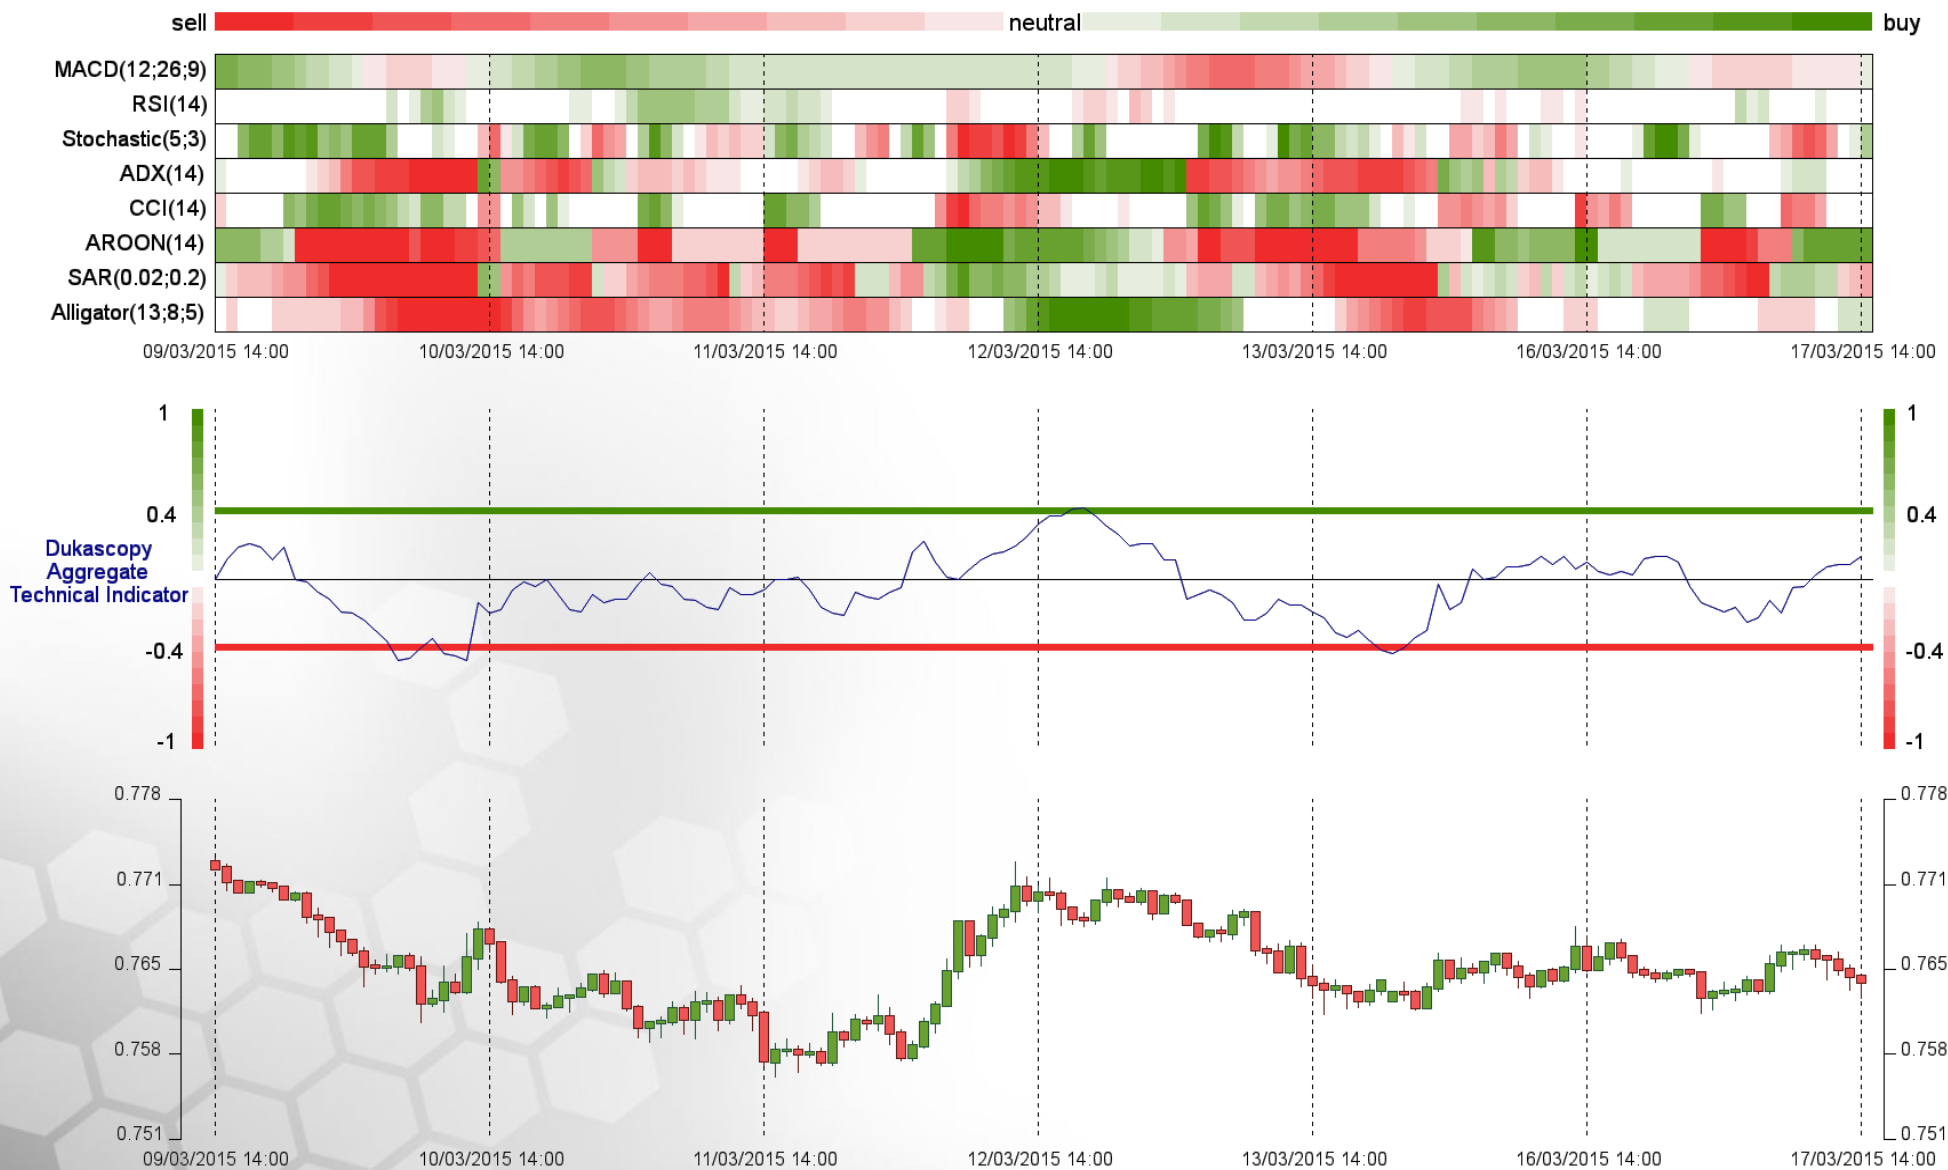 sell neutral buy
MACD(12;26;9)
RSI(14)
Stochastic(5;3)
ADX(14)
CCI(14)
AROON(14)
SAR(0.02;0.2)
Alligator(13;8;5)
09/03/2015 14:00 10/03/2015 14:00 11/03/2015 14:00 12/03/2015 14:00 13/03/2015 14:00 16/03/2015 14:00 17/03/2015 14:00
1 1
0.4 0.4
Dukascopy
Aggregate
Technical Indicator
-0.4 -0.4
-1 -1
0.778 0.778
0.771 0.771
0.765 0.765
0.758 0.758
0.751 0.751
09/03/2015 14:00 10/03/2015 14:00 11/03/2015 14:00 12/03/2015 14:00 13/03/2015 14:00 16/03/2015 14:00 17/03/2015 14:00